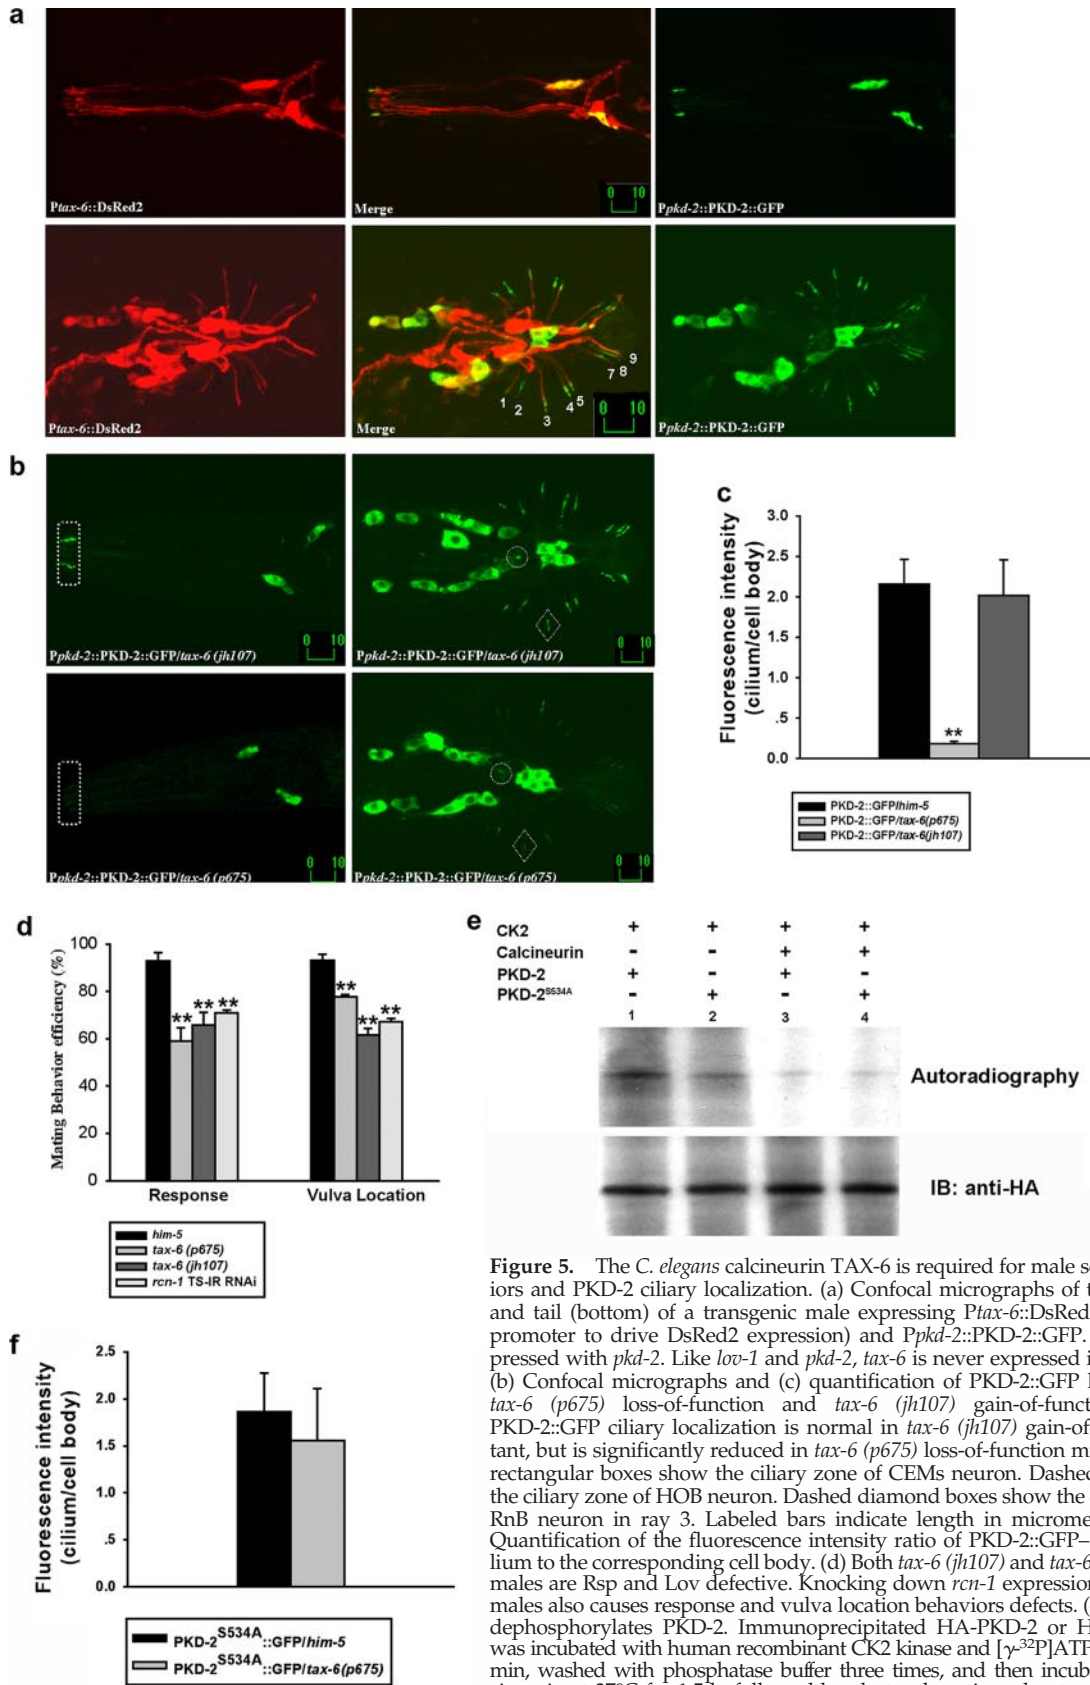 a
Ptax-6::DsRed2
Merge
0 10
Ppkd-2::PKD-2::GFP
Ptax-6::DsRed2
Merge
1 2 3 4 5 7 8 9
0 10
Ppkd-2::PKD-2::GFP
b
0 10
Ppkd-2::PKD-2::GFP/tax-6 (jh107)
0 10
Ppkd-2::PKD-2::GFP/tax-6 (jh107)
0 10
Ppkd-2::PKD-2::GFP/tax-6 (p675)
0 10
Ppkd-2::PKD-2::GFP/tax-6 (p675)
c
Fluorescence intensity
(cilium/cell body)
3.0
2.5
2.0
1.5
1.0
.5
0.0
**
PKD-2::GFP/him-5
PKD-2::GFP/tax-6(p675)
PKD-2::GFP/tax-6(jh107)
d
Mating Behavior efficiency (%)
100
80
60
40
20
0
** ** **
** ** **
Response Vulva Location
him-5
tax-6 (p675)
tax-6 (jh107)
rcn-1 TS-IR RNAi
e
CK2 + + + +
Calcineurin - - + +
PKD-2 + - + -
PKD-2S534A - + - +
1 2 3 4
Autoradiography
IB: anti-HA
f
Fluorescence intensity
(cilium/cell body)
2.5
2.0
1.5
1.0
.5
0.0
PKD-2S534A::GFP/him-5
PKD-2S534A::GFP/tax-6(p675)
Figure 5. The C. elegans calcineurin TAX-6 is required for male se
iors and PKD-2 ciliary localization. (a) Confocal micrographs of t
and tail (bottom) of a transgenic male expressing Ptax-6::DsRed
promoter to drive DsRed2 expression) and Ppkd-2::PKD-2::GFP.
pressed with pkd-2. Like lov-1 and pkd-2, tax-6 is never expressed i
(b) Confocal micrographs and (c) quantification of PKD-2::GFP l
tax-6 (p675) loss-of-function and tax-6 (jh107) gain-of-funct
PKD-2::GFP ciliary localization is normal in tax-6 (jh107) gain-of-
tant, but is significantly reduced in tax-6 (p675) loss-of-function m
rectangular boxes show the ciliary zone of CEMs neuron. Dashed
the ciliary zone of HOB neuron. Dashed diamond boxes show the
RnB neuron in ray 3. Labeled bars indicate length in microme
Quantification of the fluorescence intensity ratio of PKD-2::GFP–
lium to the corresponding cell body. (d) Both tax-6 (jh107) and tax-6
males are Rsp and Lov defective. Knocking down rcn-1 expression
males also causes response and vulva location behaviors defects. (
dephosphorylates PKD-2. Immunoprecipitated HA-PKD-2 or H
was incubated with human recombinant CK2 kinase and [γ-32P]ATP
min, washed with phosphatase buffer three times, and then incub